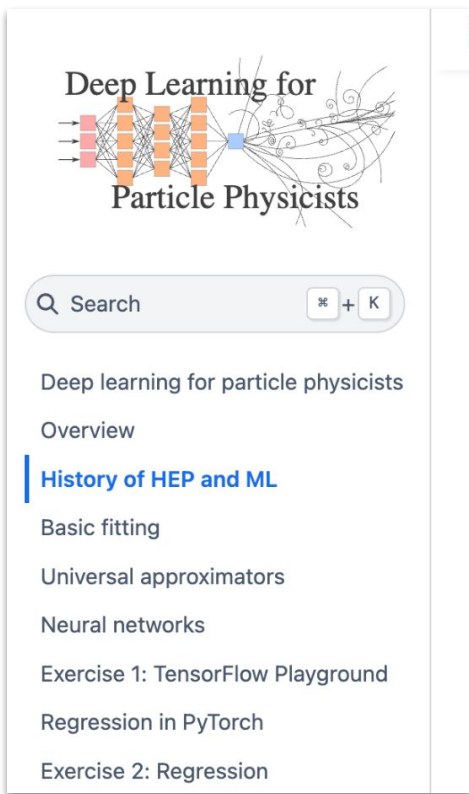 Deep Learning for
Particle Physicists
Search ⌘ + K
Deep learning for particle physicists
Overview
History of HEP and ML
Basic fitting
Universal approximators
Neural networks
Exercise 1: TensorFlow Playground
Regression in PyTorch
Exercise 2: Regression